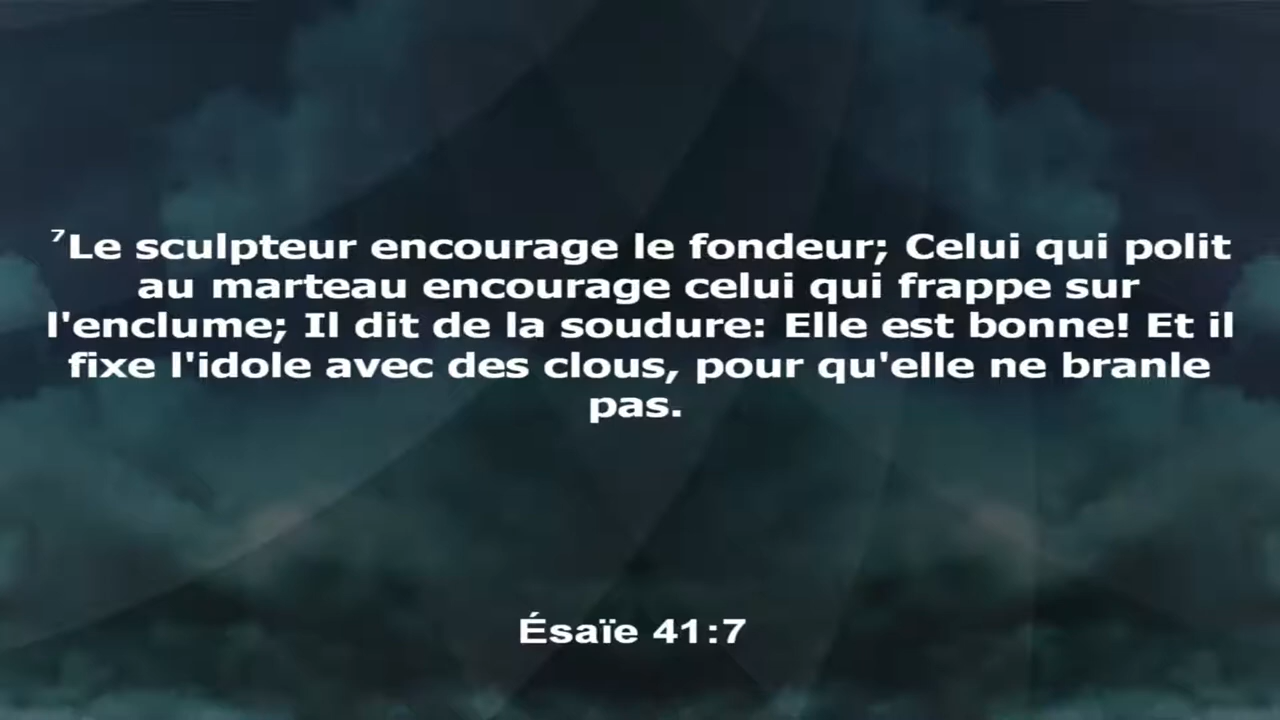 ⁷Le sculpteur encourage le fondeur; Celui qui polit
au marteau encourage celui qui frappe sur
l'enclume; Il dit de la soudure: Elle est bonne! Et il
fixe l'idole avec des clous, pour qu'elle ne branle
pas.
Ésaïe 41:7